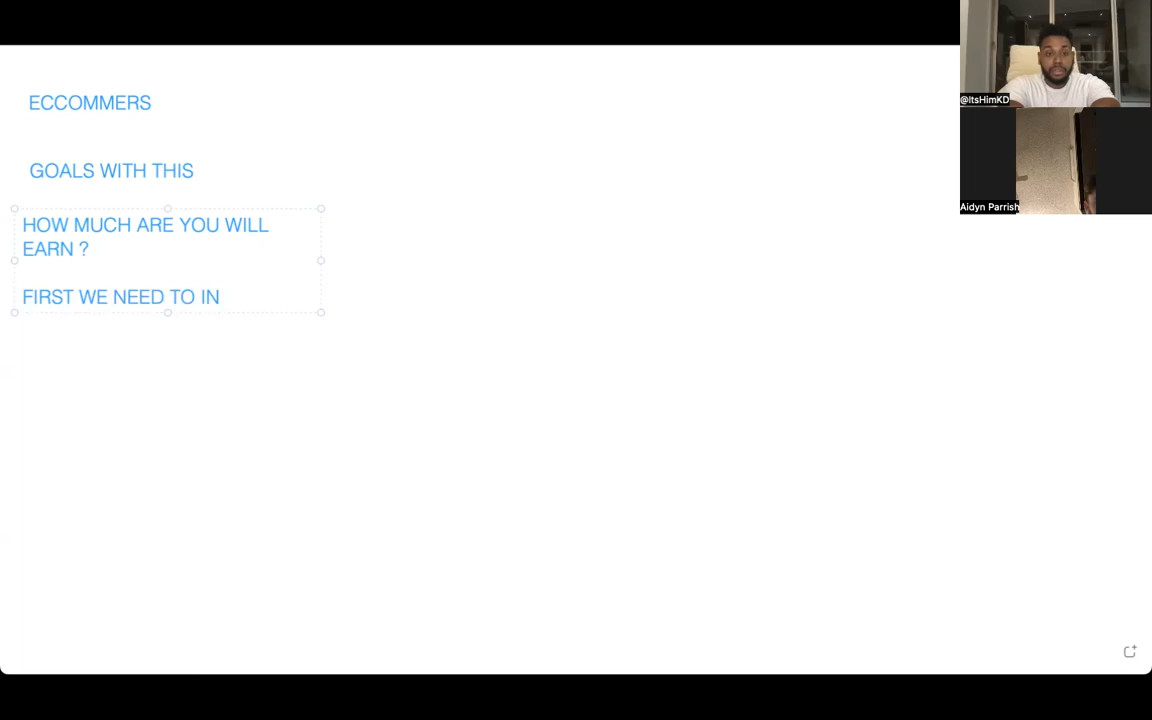 ECCOMMERS
GOALS WITH THIS
HOW MUCH ARE YOU WILL
EARN ?
FIRST WE NEED TO IN
@ItsHimKD
Aidyn Parrish